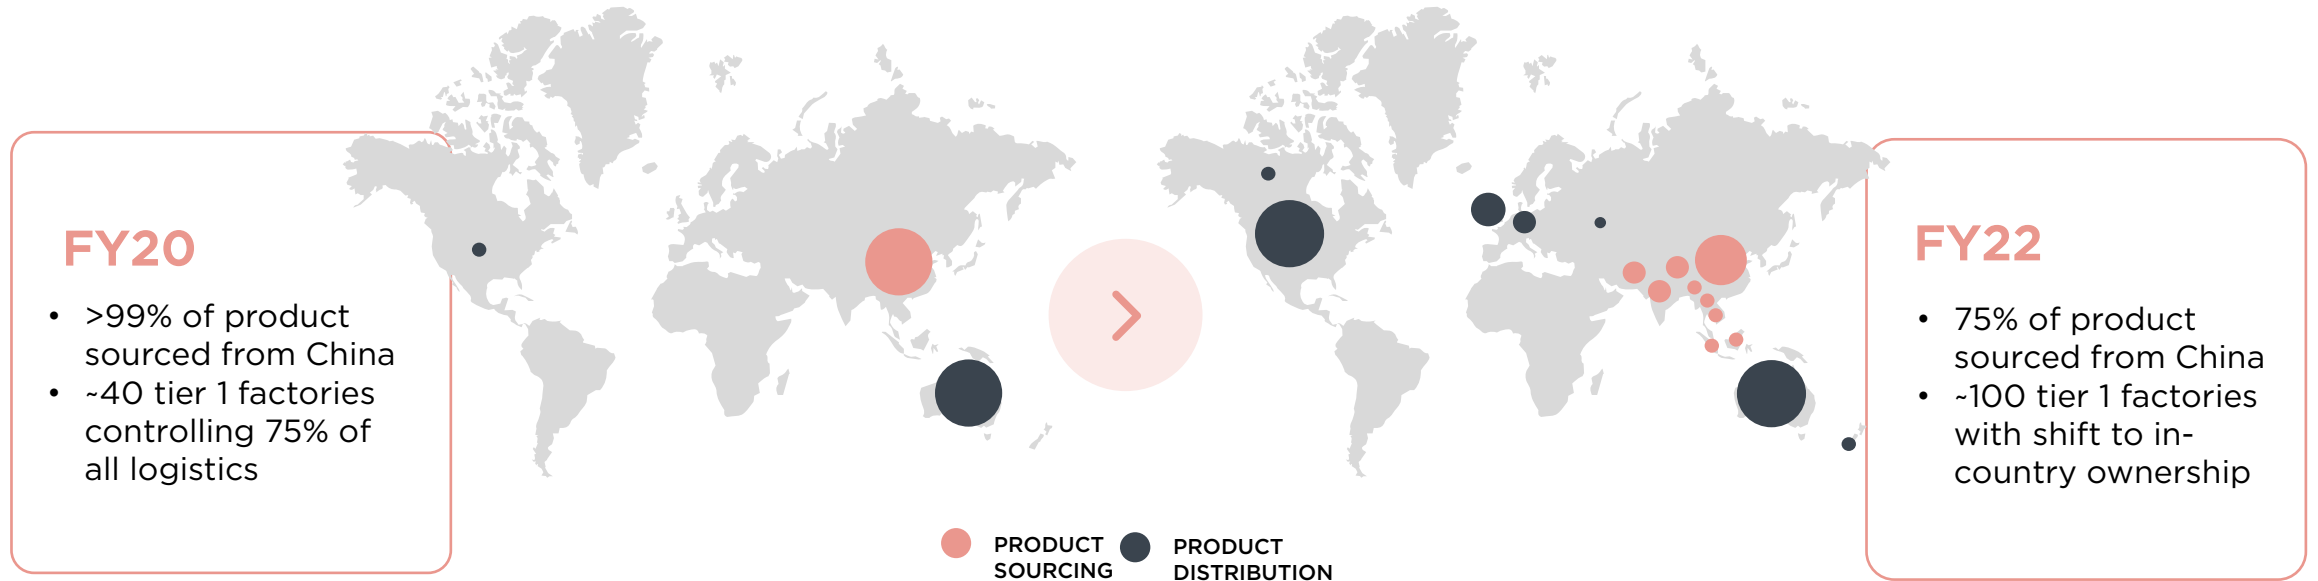 FY20
• >99% of product
sourced from China
• ~40 tier 1 factories
controlling 75% of
all logistics
FY22
• 75% of product
sourced from China
• ~100 tier 1 factories
with shift to in-
country ownership
PRODUCT
SOURCING
PRODUCT
DISTRIBUTION